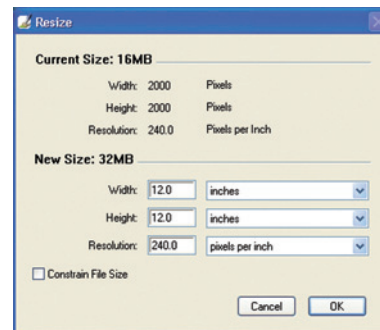 Resize
Current Size: 16MB
Width: 2000 Pixels
Height: 2000 Pixels
Resolution: 240.0 Pixels per Inch
New Size: 32MB
Width: 12.0 inches
Height: 12.0 inches
Resolution: 240.0 pixels per inch
Constrain File Size
Cancel OK